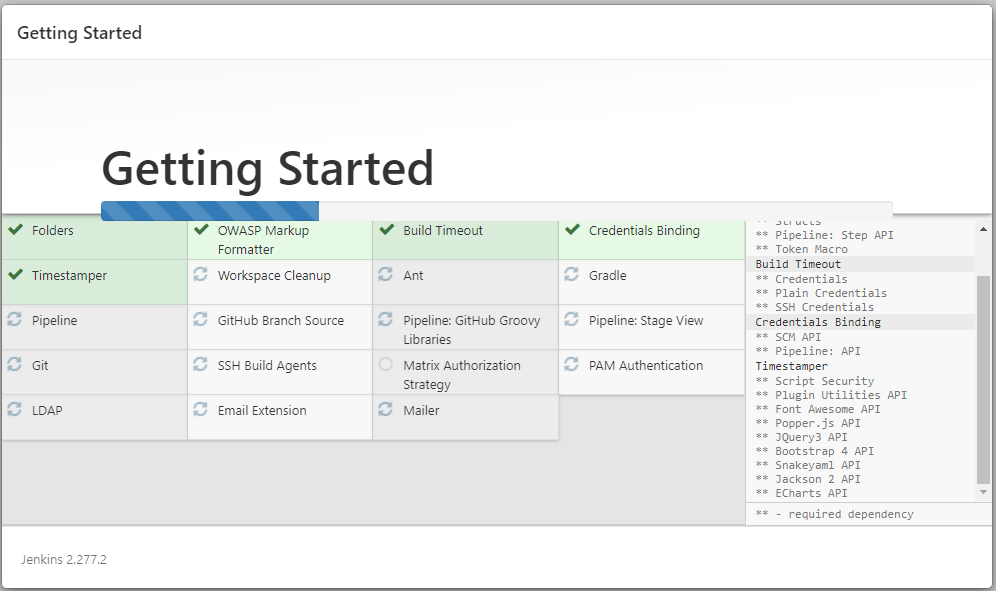 Getting Started
Getting Started
Folders
OWASP Markup
Formatter
Build Timeout
Credentials Binding
Timestamper
Workspace Cleanup
Ant
Gradle
Pipeline
GitHub Branch Source
Pipeline: GitHub Groovy
Libraries
Pipeline: Stage View
Git
SSH Build Agents
Matrix Authorization
Strategy
PAM Authentication
LDAP
Email Extension
Mailer
** Structs
** Pipeline: Step API
** Token Macro
Build Timeout
** Credentials
** Plain Credentials
** SSH Credentials
Credentials Binding
** SCM API
** Pipeline: API
Timestamper
** Script Security
** Plugin Utilities API
** Font Awesome API
** Popper.js API
** JQuery3 API
** Bootstrap 4 API
** Snakeyaml API
** Jackson 2 API
** ECharts API
** - required dependency
Jenkins 2.277.2